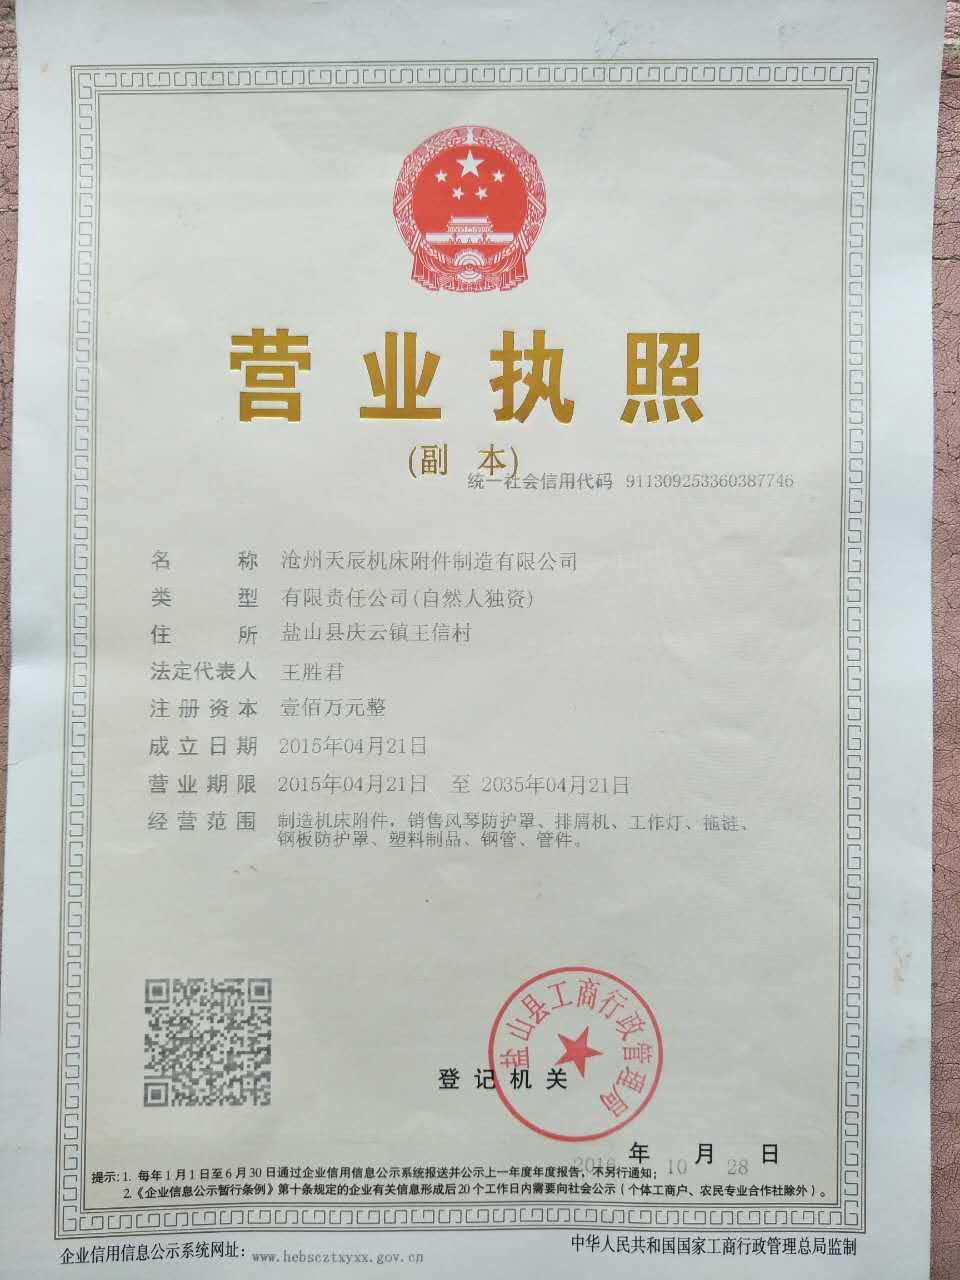 营业执照
(副 本)
统一社会信用代码 911309253360387746
名称 沧州天辰机床附件制造有限公司
类型 有限责任公司(自然人独资)
住所 盐山县庆云镇王信村
法定代表人 王胜君
注册资本 壹佰万元整
成立日期 2015年04月21日
营业期限 2015年04月21日 至 2035年04月21日
经营范围 制造机床附件，销售风琴防护罩、排屑机、工作灯、拖链、
钢板防护罩、塑料制品、钢管、管件。
盐山县工商行政管理局
登记机关
2016年10月28日
提示：1. 每年1月1日至6月30日通过企业信用信息公示系统报送并公示上一年度年度报告，不另行通知；
2.《企业信息公示暂行条例》第十条规定的企业有关信息形成后20个工作日内需要向社会公示（个体工商户、农民专业合作社除外）。
企业信用信息公示系统网址：www.hebscztxyxx.gov.cn
中华人民共和国国家工商行政管理总局监制